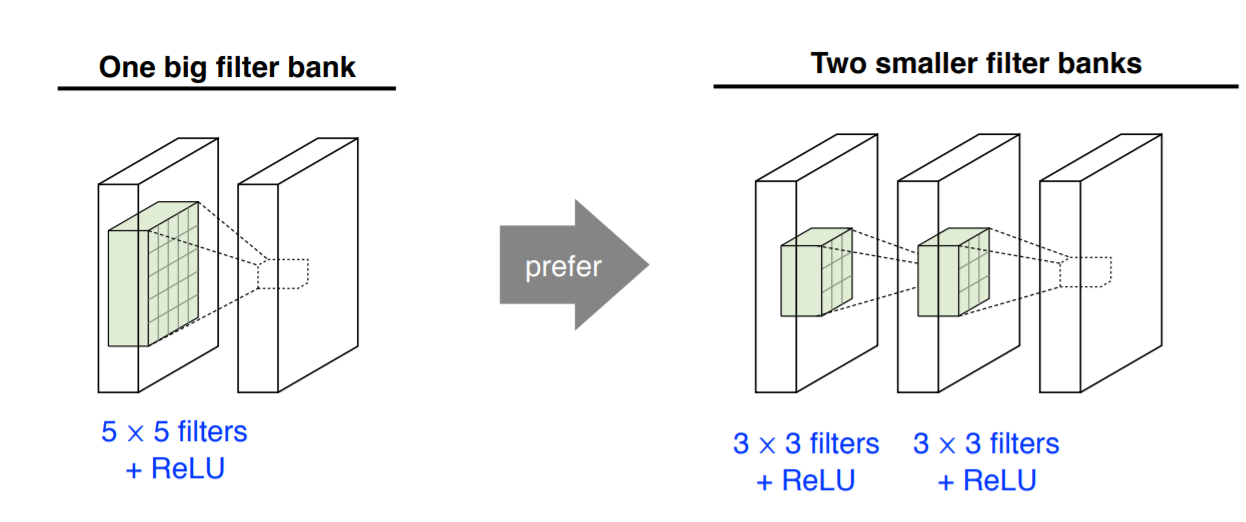 One big filter bank
Two smaller filter banks
prefer
5 × 5 filters
+ ReLU
3 × 3 filters
+ ReLU
3 × 3 filters
+ ReLU